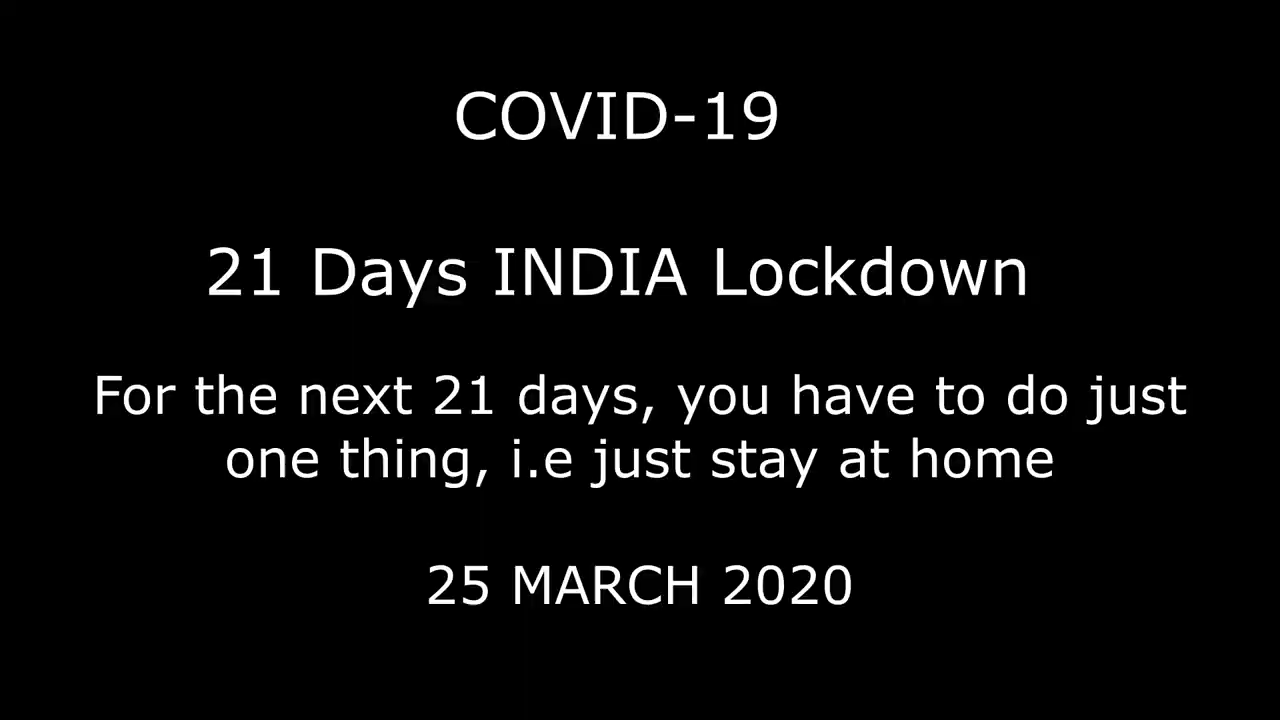 COVID-19
21 Days INDIA Lockdown
For the next 21 days, you have to do just
one thing, i.e just stay at home
25 MARCH 2020